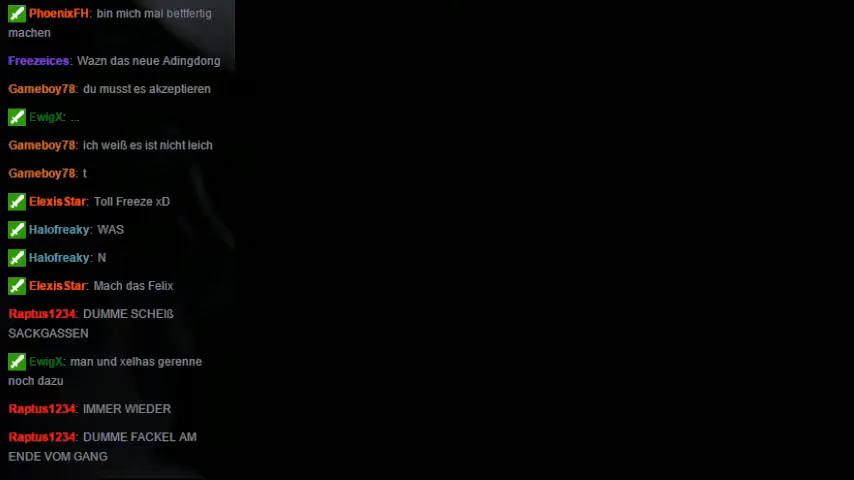 PhoenixFH: bin mich mal bettfertig
machen
Freezeices: Wazn das neue Adingdong
Gameboy78: du musst es akzeptieren
EwigX: ...
Gameboy78: ich weiß es ist nicht leich
Gameboy78: t
ElexisStar: Toll Freeze xD
Halofreaky: WAS
Halofreaky: N
ElexisStar: Mach das Felix
Raptus1234: DUMME SCHEIß
SACKGASSEN
EwigX: man und xelhas gerenne
noch dazu
Raptus1234: IMMER WIEDER
Raptus1234: DUMME FACKEL AM
ENDE VOM GANG